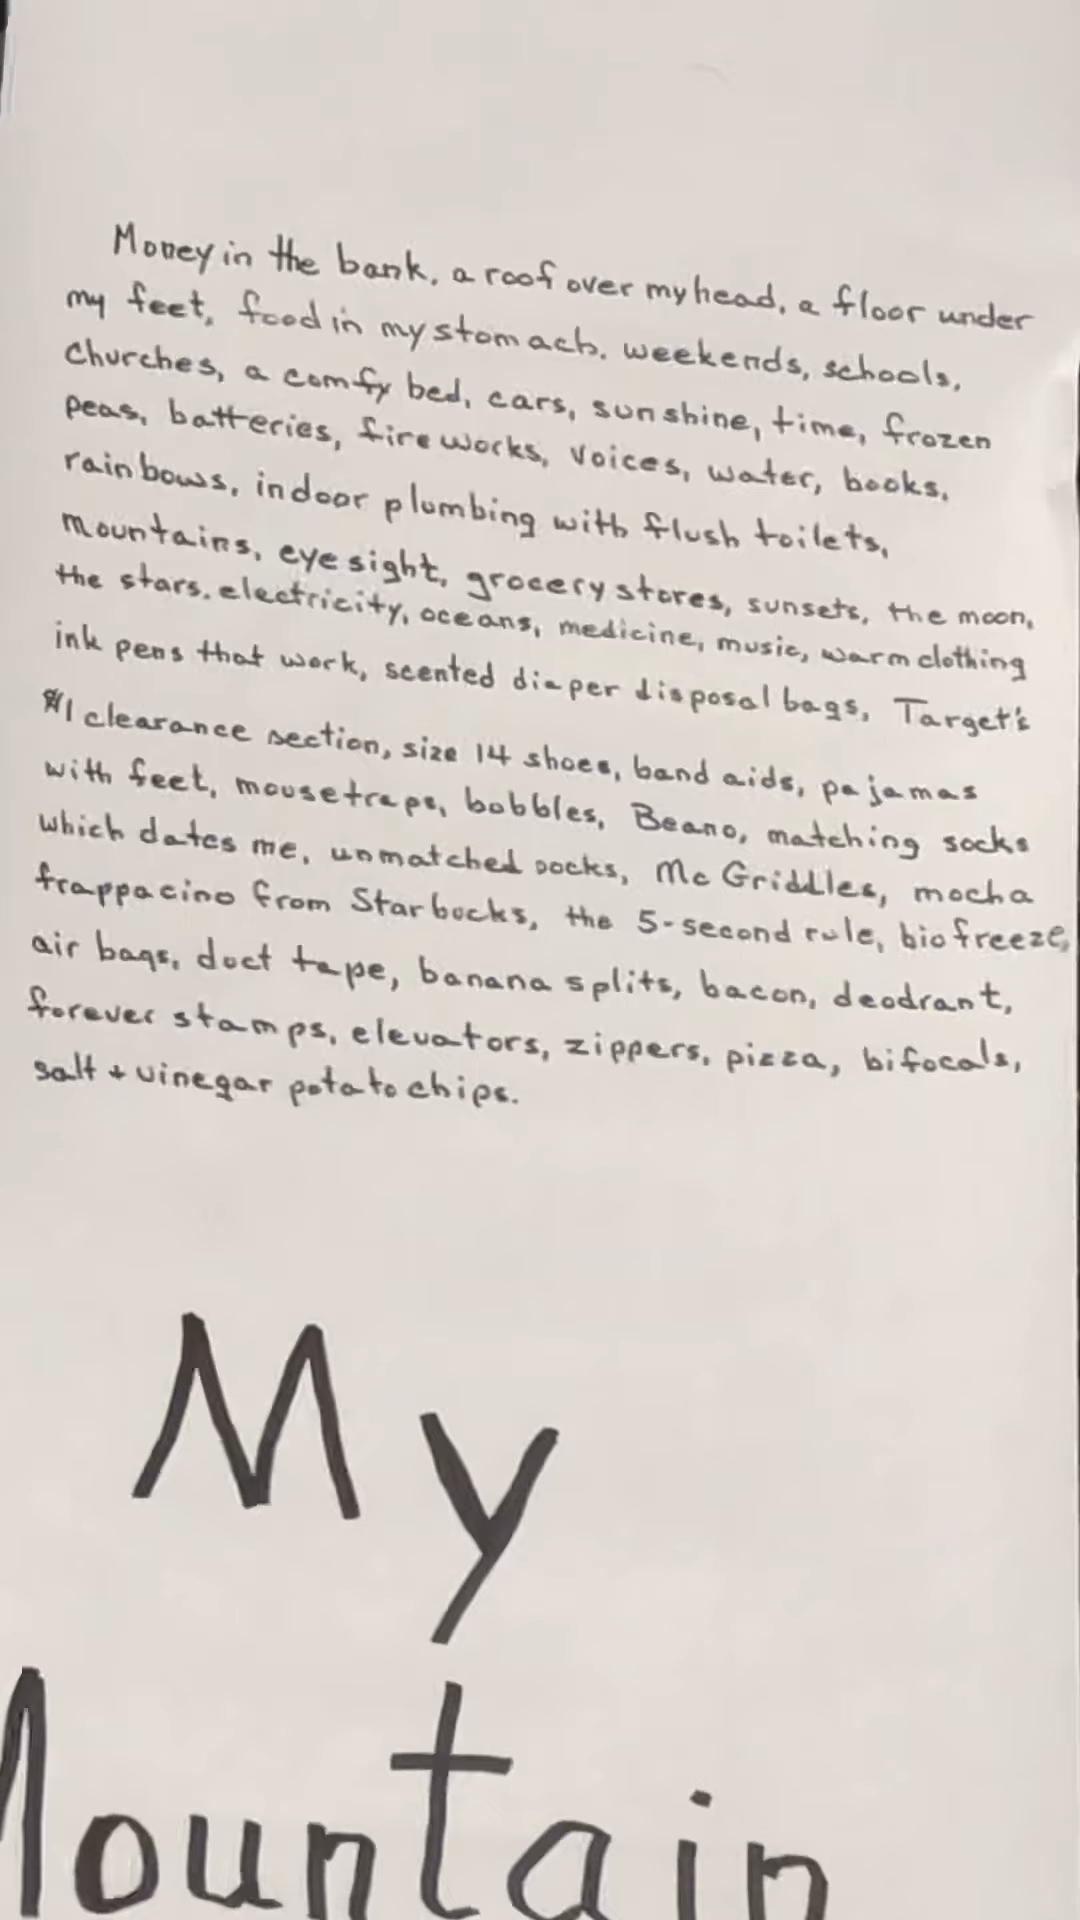 Money in the bank, a roof over my head, a floor under
my feet, food in my stomach, weekends, schools,
churches, a comfy bed, cars, sunshine, time, frozen
peas, batteries, fireworks, voices, water, books,
rainbows, indoor plumbing with flush toilets,
mountains, eye sight, grocery stores, sunsets, the moon,
the stars, electricity, oceans, medicine, music, warm clothing
ink pens that work, scented diaper disposal bags, Target's
$1 clearance section, size 14 shoes, band aids, pajamas
with feet, mousetraps, bobbles, Beano, matching socks
which dates me, unmatched socks, McGriddles, mocha
frappacino from Starbucks, the 5-second rule, biofreeze,
air bags, duct tape, banana splits, bacon, deodrant,
forever stamps, elevators, zippers, pizza, bifocals,
salt + vinegar potato chips.
My
Mountain